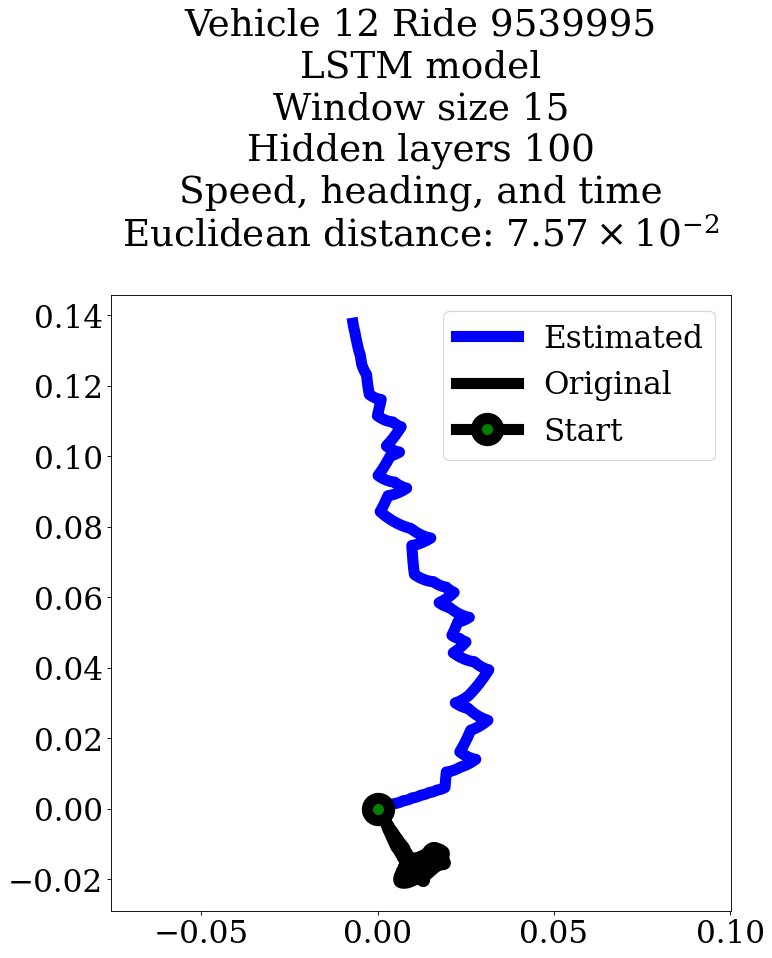 Vehicle 12 Ride 9539995
LSTM model
Window size 15
Hidden layers 100
Speed, heading, and time
Euclidean distance: 7.57 × 10⁻²
Estimated
Original
Start
0.14
0.12
0.10
0.08
0.06
0.04
0.02
0.00
−0.02
−0.05 0.00 0.05 0.10